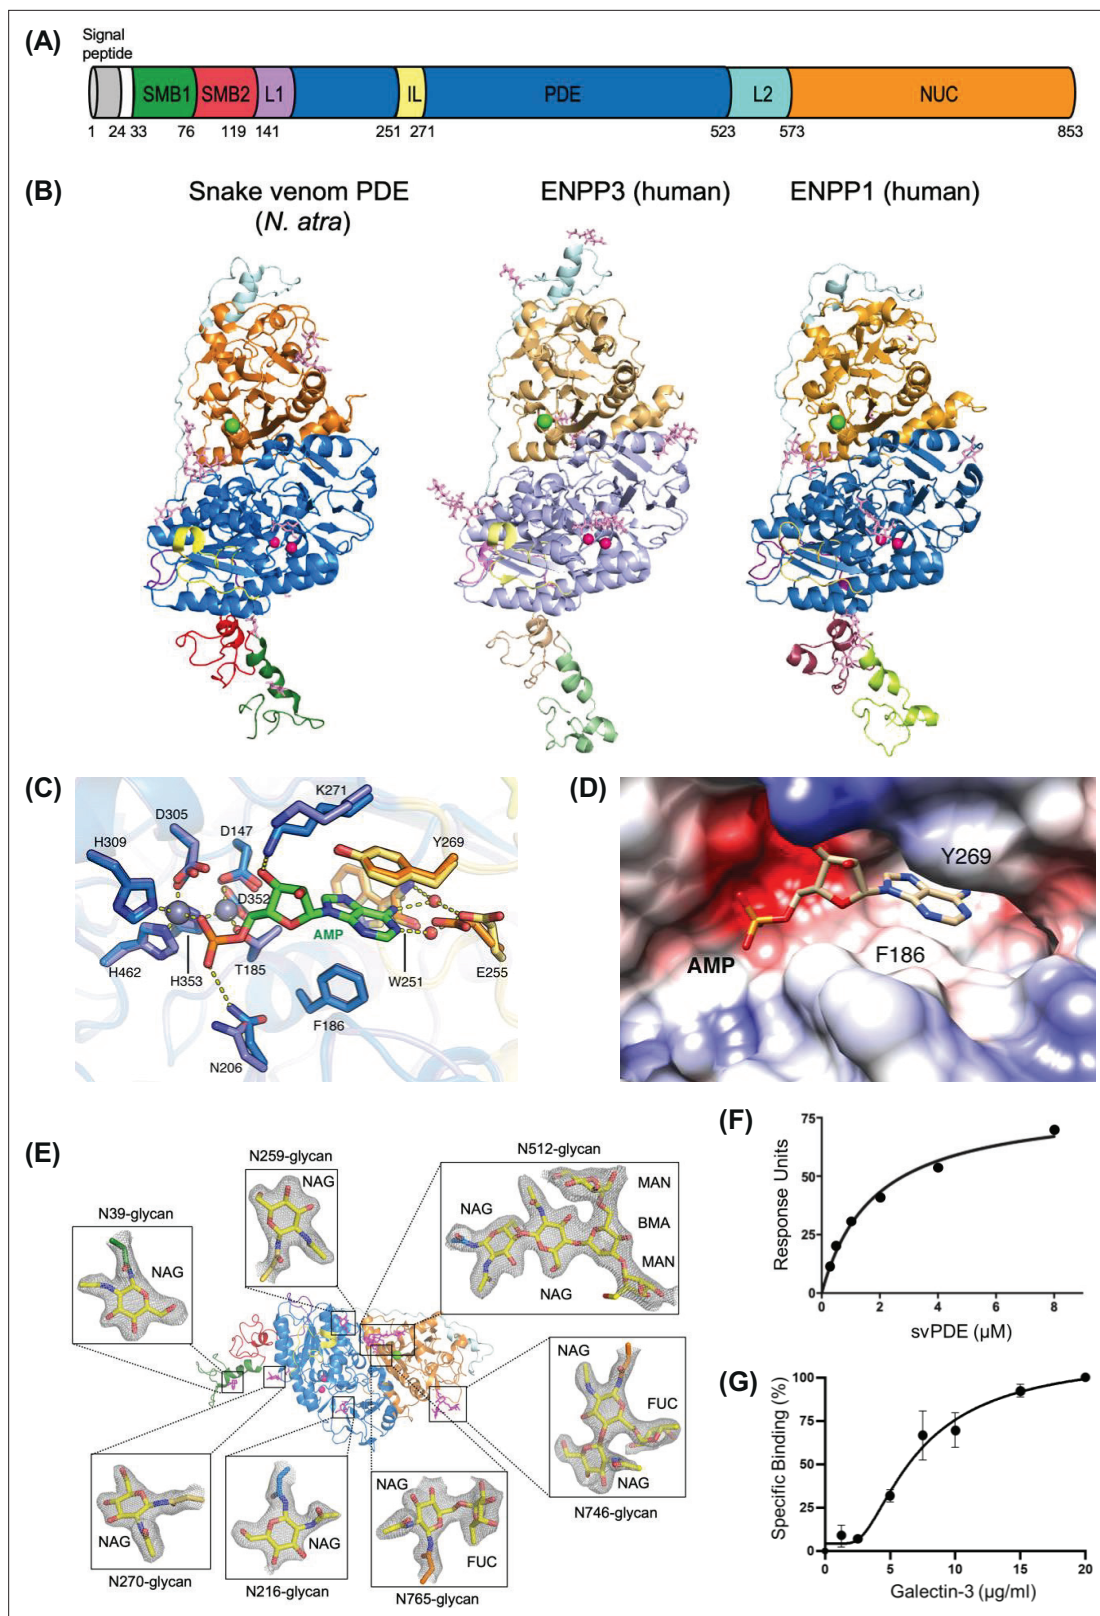 (A)
Signal
peptide
SMB1 SMB2 L1 IL PDE L2 NUC
1 24 33 76 119 141 251 271 523 573 853
(B)
Snake venom PDE
(N. atra)
ENPP3 (human)
ENPP1 (human)
(C)
K271
D305
D147
H309
Y269
D352
AMP
H462
H353
T185
W251
E255
F186
N206
(D)
Y269
F186
AMP
(E)
N259-glycan
NAG
N512-glycan
MAN
NAG
BMA
MAN
NAG
N39-glycan
NAG
NAG
FUC
NAG
N746-glycan
NAG
N270-glycan
NAG
N216-glycan
NAG
FUC
N765-glycan
(F)
Response Units
75
50
25
0
0 2 4 6 8
svPDE (µM)
(G)
Specific Binding (%)
100
75
50
25
0
0 5 10 15 20
Galectin-3 (µg/ml)